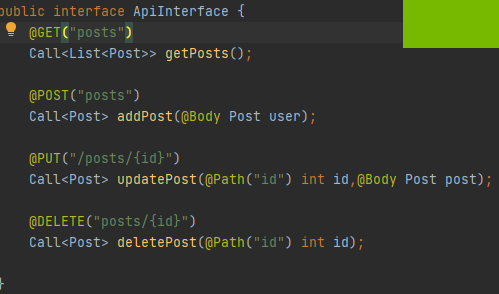 public interface ApiInterface {
@GET("posts")
Call<List<Post>> getPosts();
@POST("posts")
Call<Post> addPost(@Body Post user);
@PUT("/posts/{id}")
Call<Post> updatePost(@Path("id") int id,@Body Post post);
@DELETE("posts/{id}")
Call<Post> deletePost(@Path("id") int id);
}